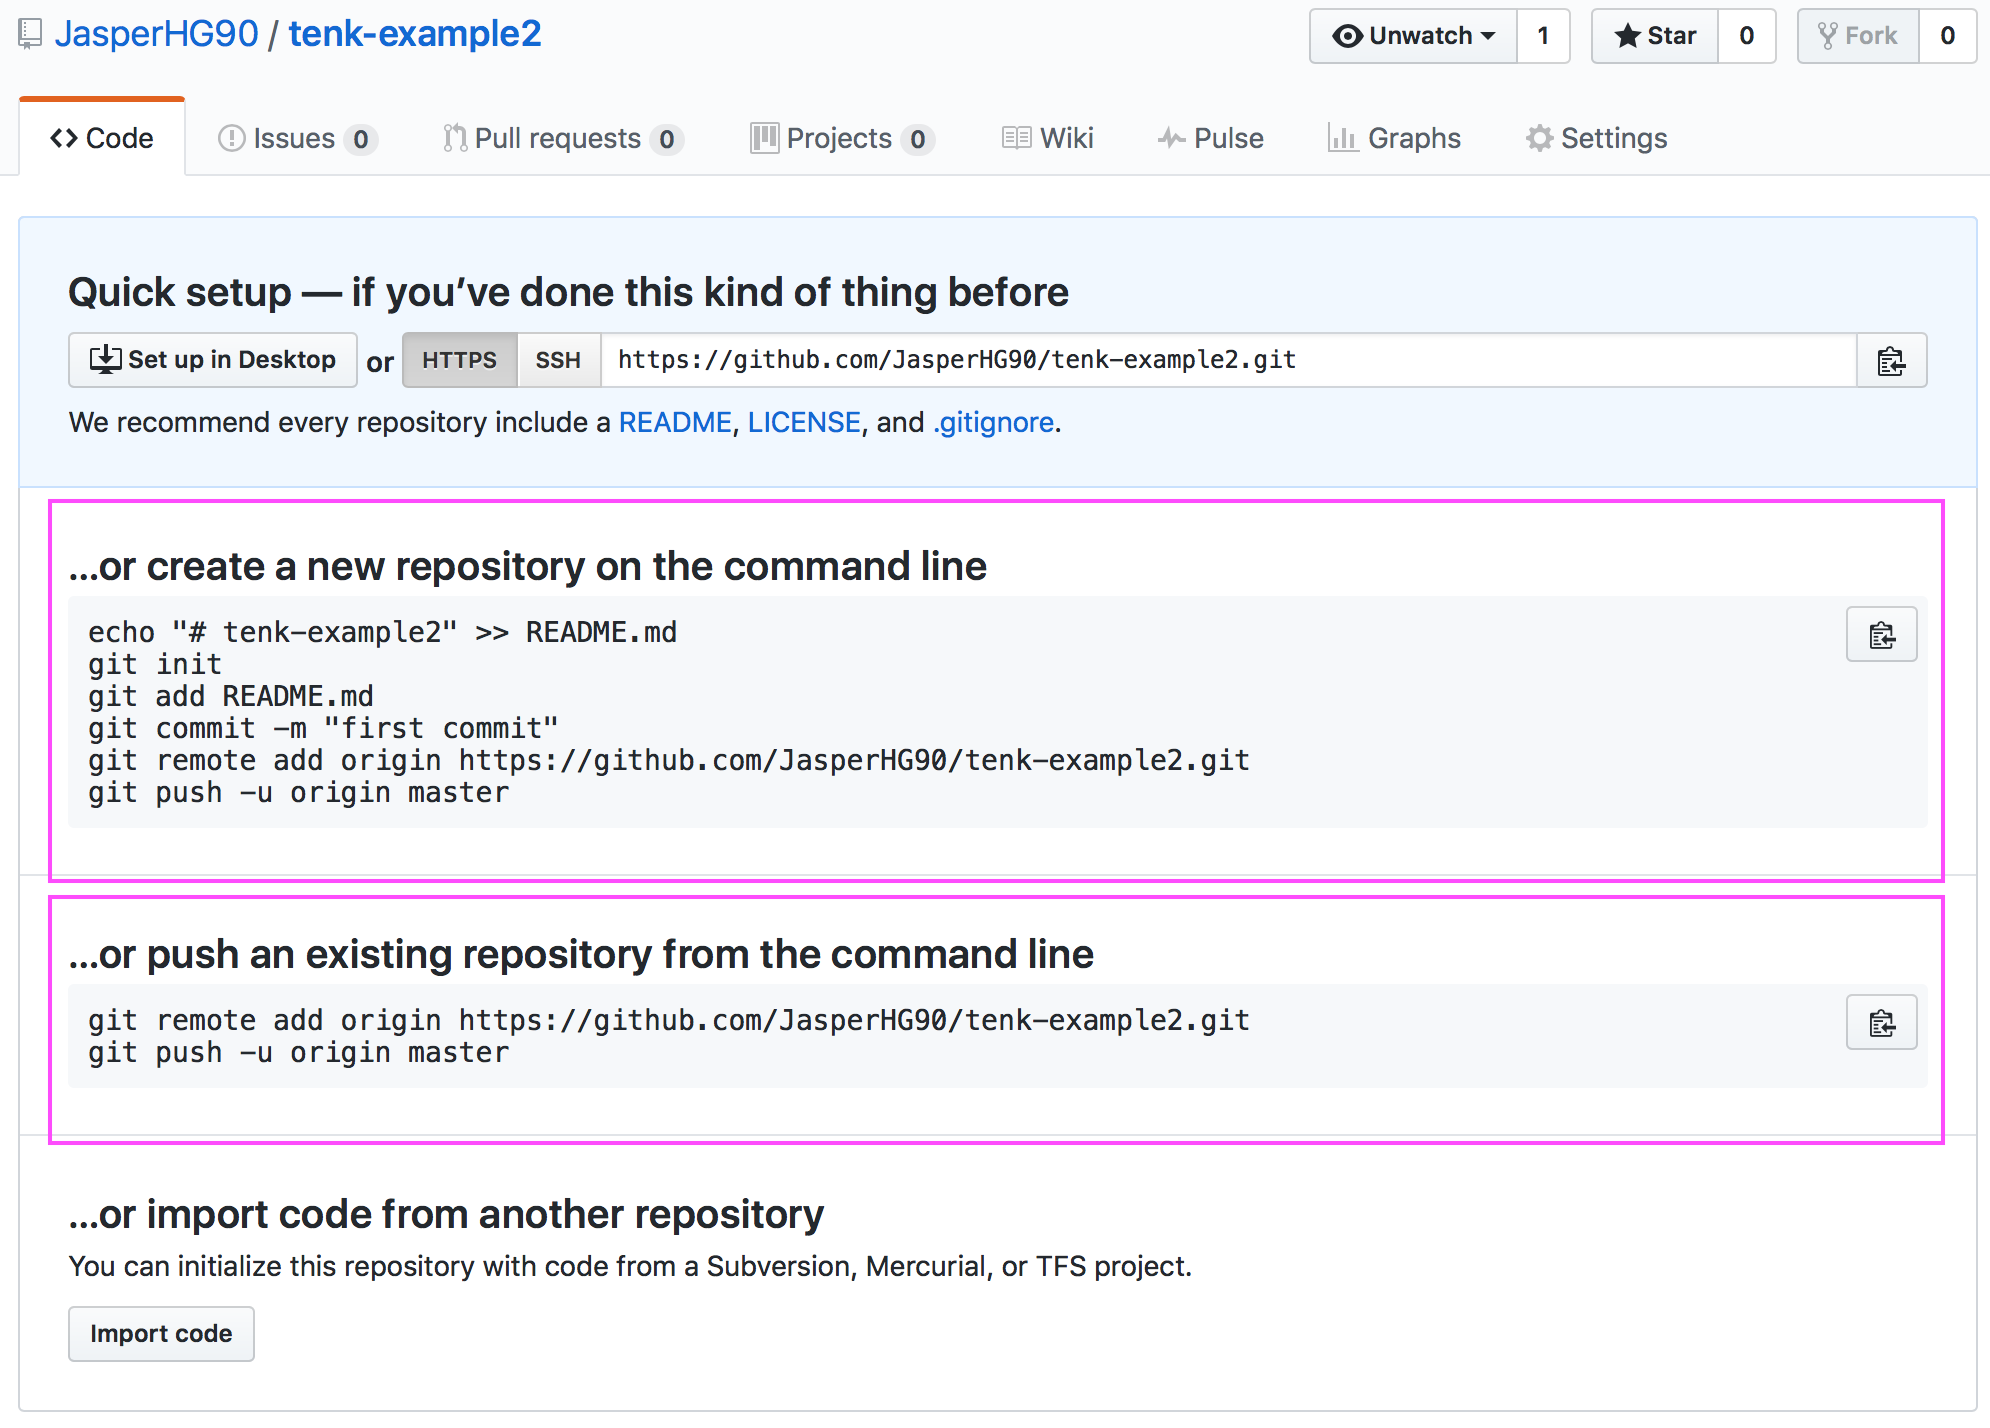 JasperHG90 / tenk-example2
Unwatch 1 Star 0 Fork 0
Code Issues 0 Pull requests 0 Projects 0 Wiki Pulse Graphs Settings
Quick setup — if you’ve done this kind of thing before
Set up in Desktop or HTTPS SSH https://github.com/JasperHG90/tenk-example2.git
We recommend every repository include a README, LICENSE, and .gitignore.
…or create a new repository on the command line
echo "# tenk-example2" >> README.md
git init
git add README.md
git commit -m "first commit"
git remote add origin https://github.com/JasperHG90/tenk-example2.git
git push -u origin master
…or push an existing repository from the command line
git remote add origin https://github.com/JasperHG90/tenk-example2.git
git push -u origin master
…or import code from another repository
You can initialize this repository with code from a Subversion, Mercurial, or TFS project.
Import code